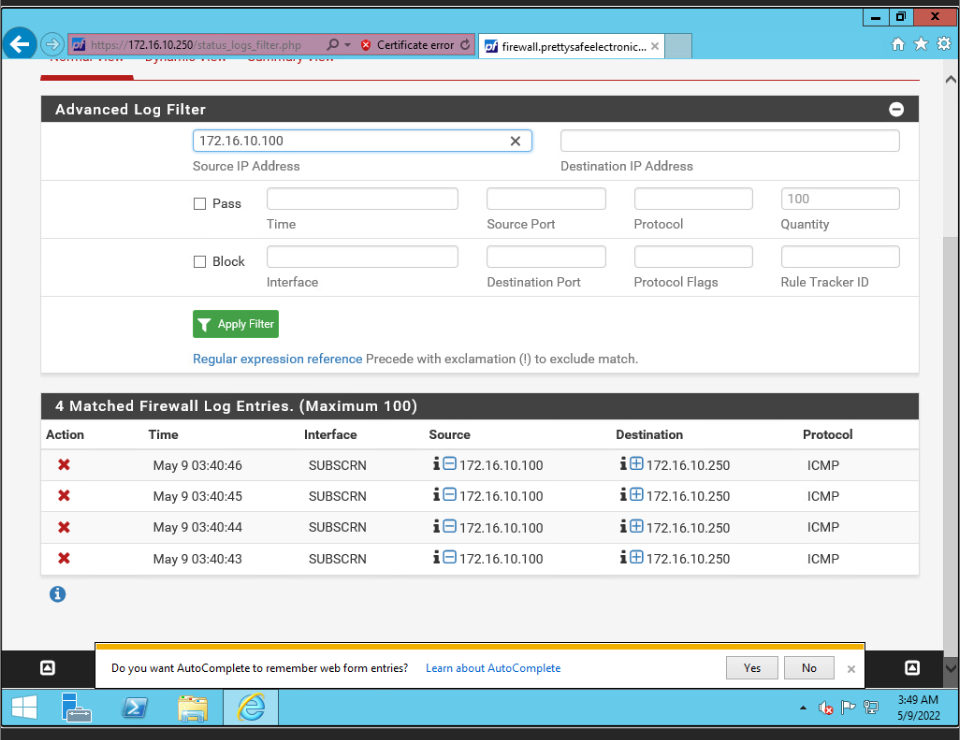 https://172.16.10.250/status_logs_filter.php Certificate error firewall.prettysafeelectronic...
Normal View Dynamic View Summary View
Advanced Log Filter
172.16.10.100
Source IP Address Destination IP Address
Pass 100
Time Source Port Protocol Quantity
Block
Interface Destination Port Protocol Flags Rule Tracker ID
Apply Filter
Regular expression reference Precede with exclamation (!) to exclude match.
4 Matched Firewall Log Entries. (Maximum 100)
Action Time Interface Source Destination Protocol
May 9 03:40:46 SUBSCRN 172.16.10.100 172.16.10.250 ICMP
May 9 03:40:45 SUBSCRN 172.16.10.100 172.16.10.250 ICMP
May 9 03:40:44 SUBSCRN 172.16.10.100 172.16.10.250 ICMP
May 9 03:40:43 SUBSCRN 172.16.10.100 172.16.10.250 ICMP
Do you want AutoComplete to remember web form entries? Learn about AutoComplete Yes No
3:49 AM
5/9/2022